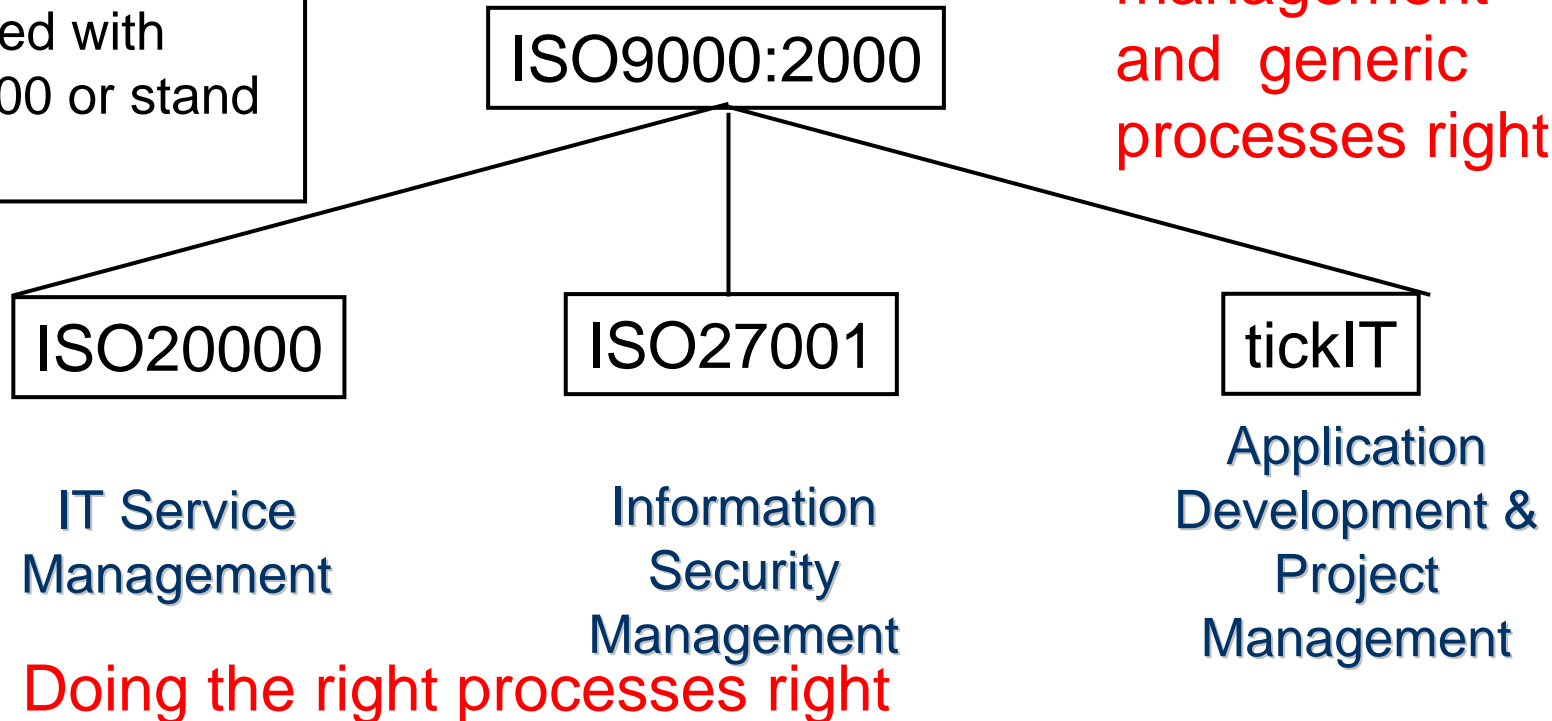 ed with
00 or stand
ISO9000:2000
management
and generic
processes right
ISO20000
ISO27001
tickIT
IT Service
Management
Information
Security
Management
Application
Development &
Project
Management
Doing the right processes right